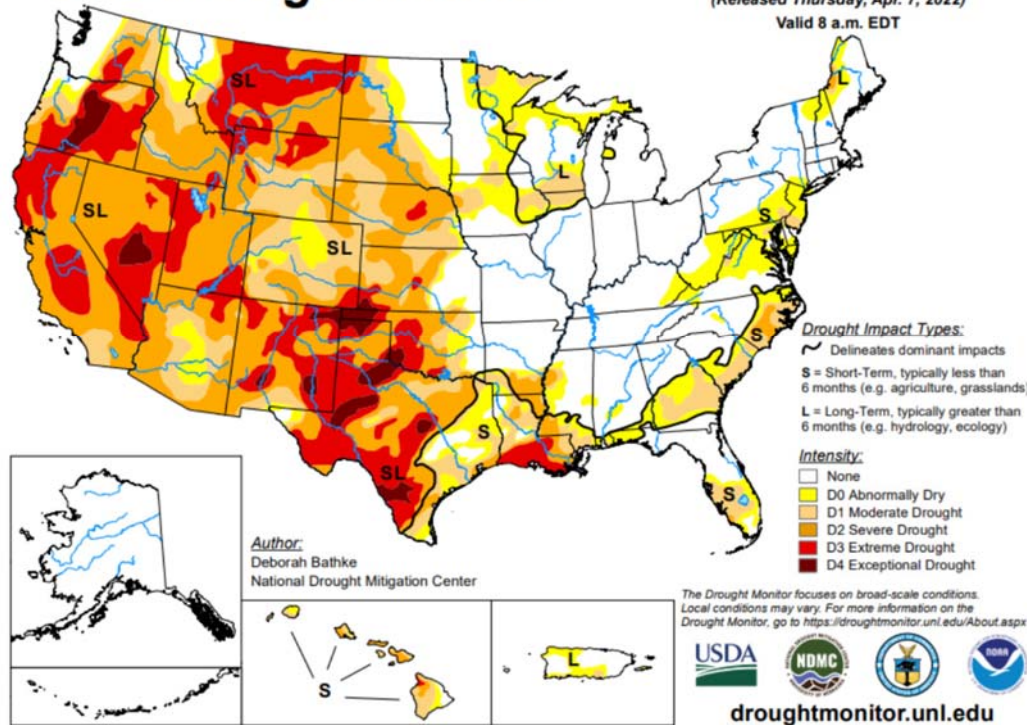 (Released Thursday, Apr. 7, 2022)
Valid 8 a.m. EDT
SL
L
L
SL
SL
S
S
S
SL
S
Drought Impact Types:
Delineates dominant impacts
S = Short-Term, typically less than
6 months (e.g. agriculture, grasslands)
L = Long-Term, typically greater than
6 months (e.g. hydrology, ecology)
Intensity:
None
D0 Abnormally Dry
D1 Moderate Drought
D2 Severe Drought
D3 Extreme Drought
D4 Exceptional Drought
Author:
Deborah Bathke
National Drought Mitigation Center
S
L
The Drought Monitor focuses on broad-scale conditions.
Local conditions may vary. For more information on the
Drought Monitor, go to https://droughtmonitor.unl.edu/About.aspx
USDA
NDMC
NOAA
droughtmonitor.unl.edu